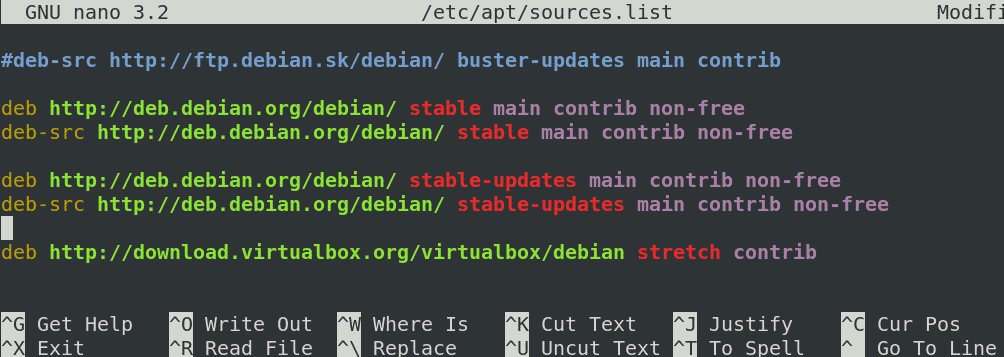 GNU nano 3.2 /etc/apt/sources.list Modifi
#deb-src http://ftp.debian.sk/debian/ buster-updates main contrib
deb http://deb.debian.org/debian/ stable main contrib non-free
deb-src http://deb.debian.org/debian/ stable main contrib non-free
deb http://deb.debian.org/debian/ stable-updates main contrib non-free
deb-src http://deb.debian.org/debian/ stable-updates main contrib non-free
deb http://download.virtualbox.org/virtualbox/debian stretch contrib
^G Get Help ^O Write Out ^W Where Is ^K Cut Text ^J Justify ^C Cur Pos
^X Exit ^R Read File ^\ Replace ^U Uncut Text ^T To Spell ^_ Go To Line